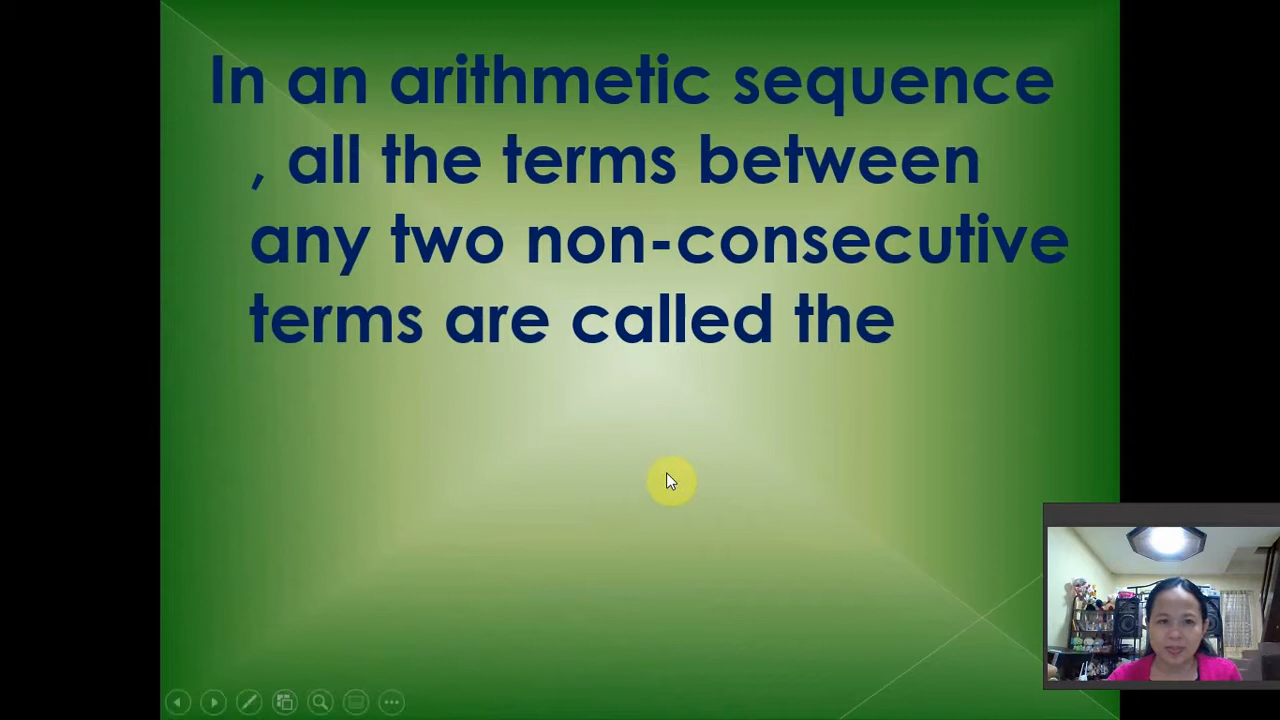 In an arithmetic sequence
, all the terms between
any two non-consecutive
terms are called the